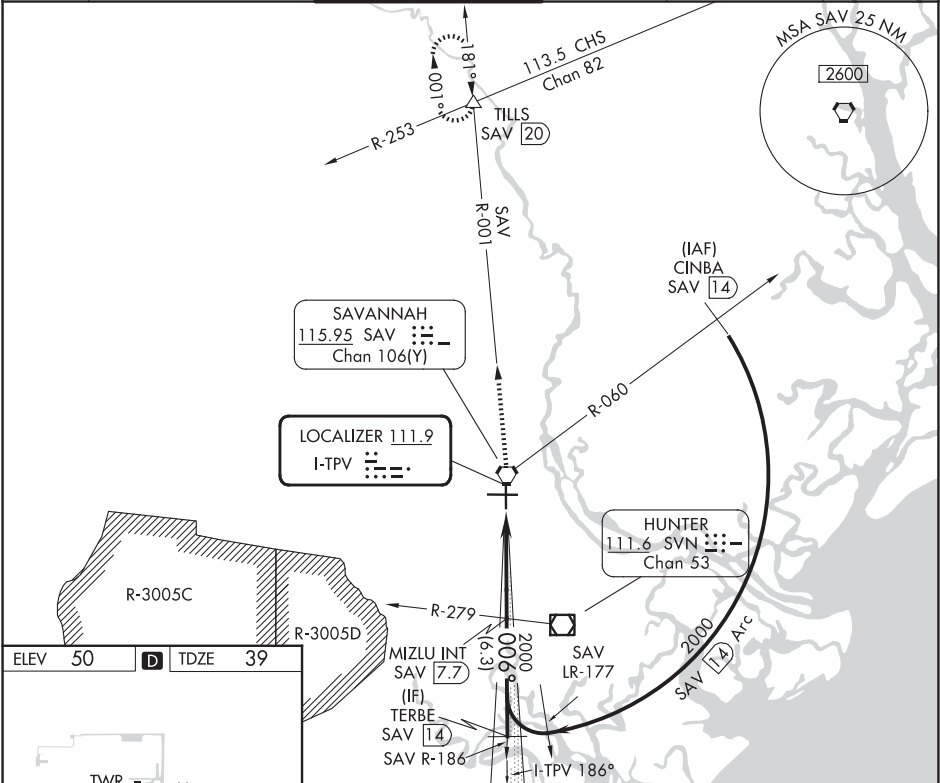 MSA SAV 25 NM
2600
181°
001°
113.5 CHS
Chan 82
R-253
TILLS
SAV 20
SAV
R-001
(IAF)
CINBA
SAV 14
SAVANNAH
115.95 SAV
Chan 106(Y)
R-060
LOCALIZER 111.9
I-TPV
HUNTER
111.6 SVN
Chan 53
R-3005C
R-279
R-3005D
2000
006°
(6.3)
MIZLU INT
SAV 7.7
SAV
LR-177
2000
SAV 14 Arc
(IF)
TERBE
SAV 14
SAV R-186
I-TPV 186°
ELEV 50
D
TDZE 39
TWR